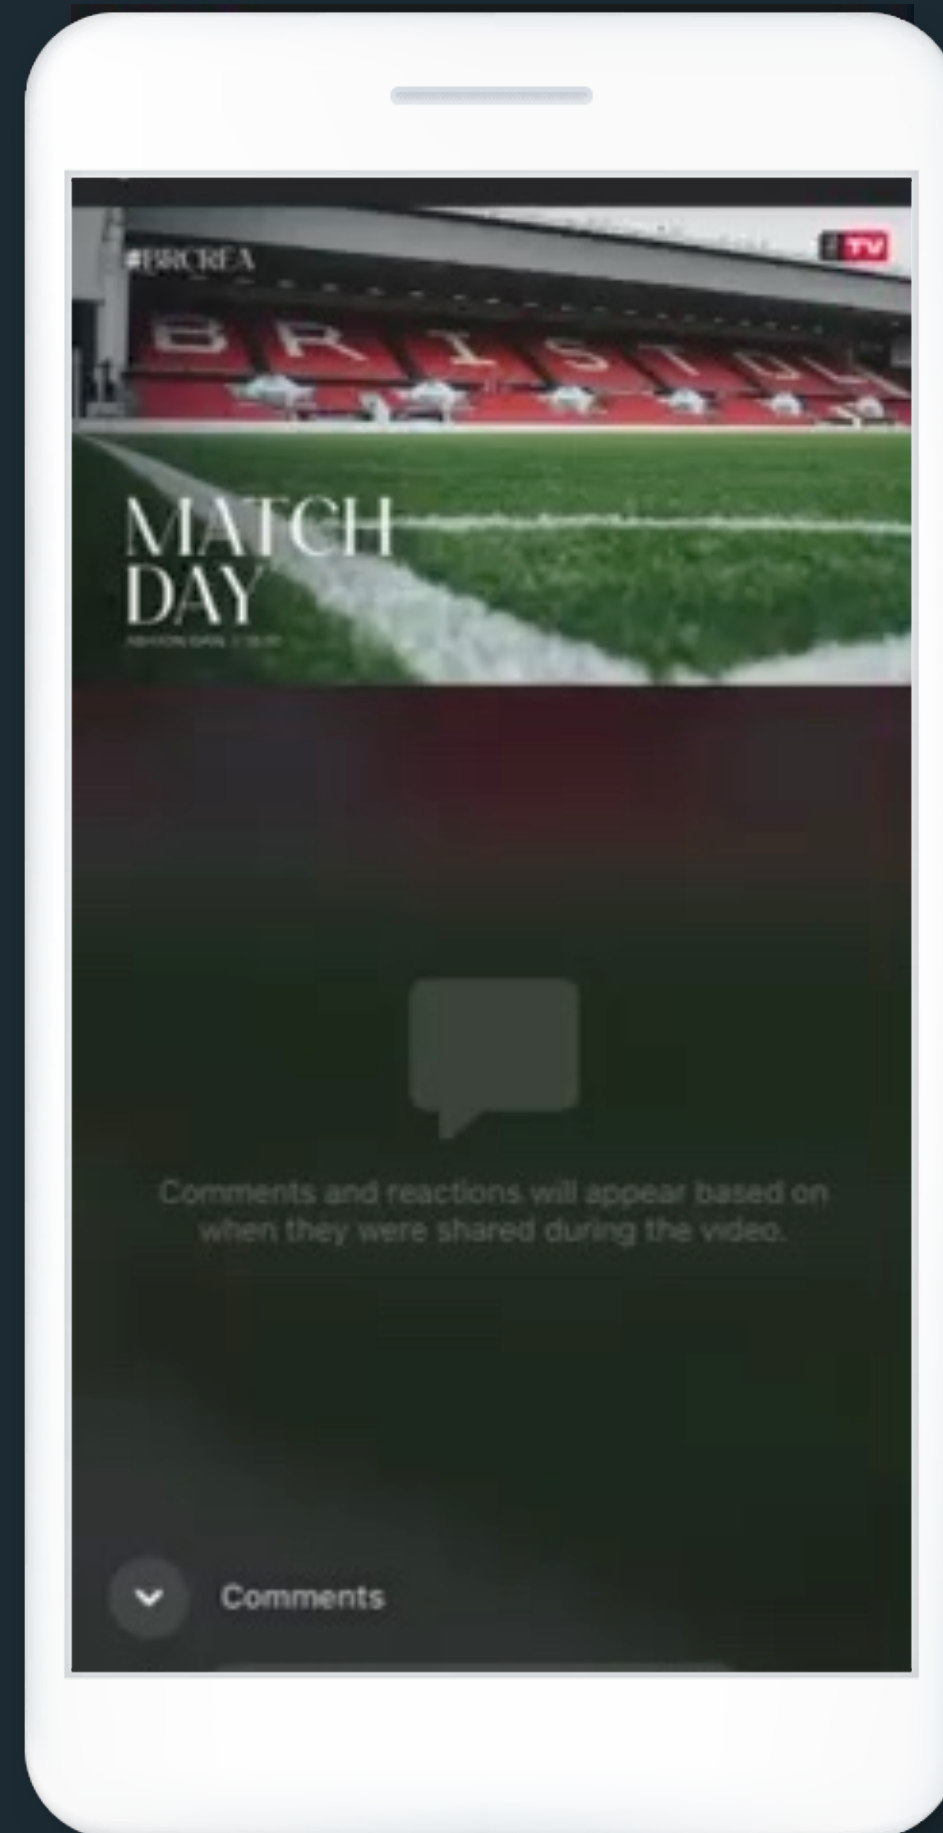 #BRCREA
TV
BRISTOL
MATCH
DAY
Comments and reactions will appear based on
when they were shared during the video.
Comments